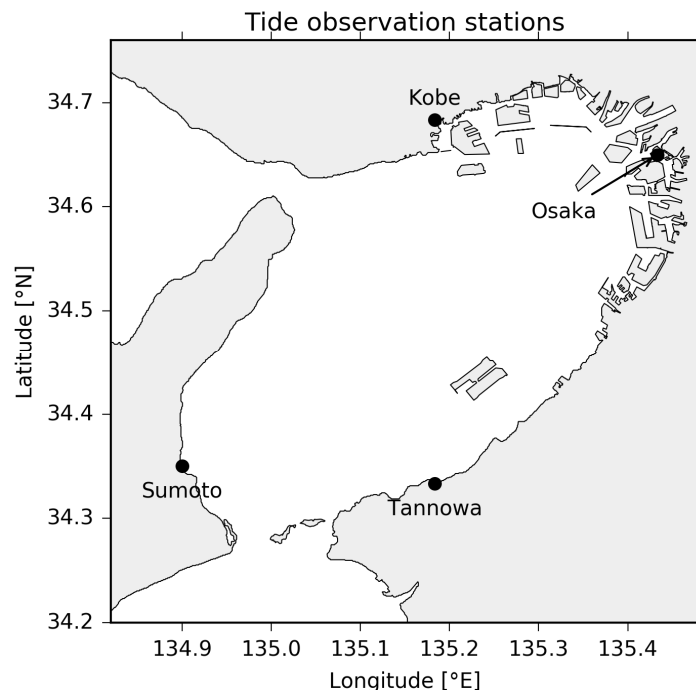 Tide observation stations
Kobe
Osaka
Sumoto
Tannowa
34.7
34.6
34.5
34.4
34.3
34.2
Latitude [°N]
134.9 135.0 135.1 135.2 135.3 135.4
Longitude [°E]